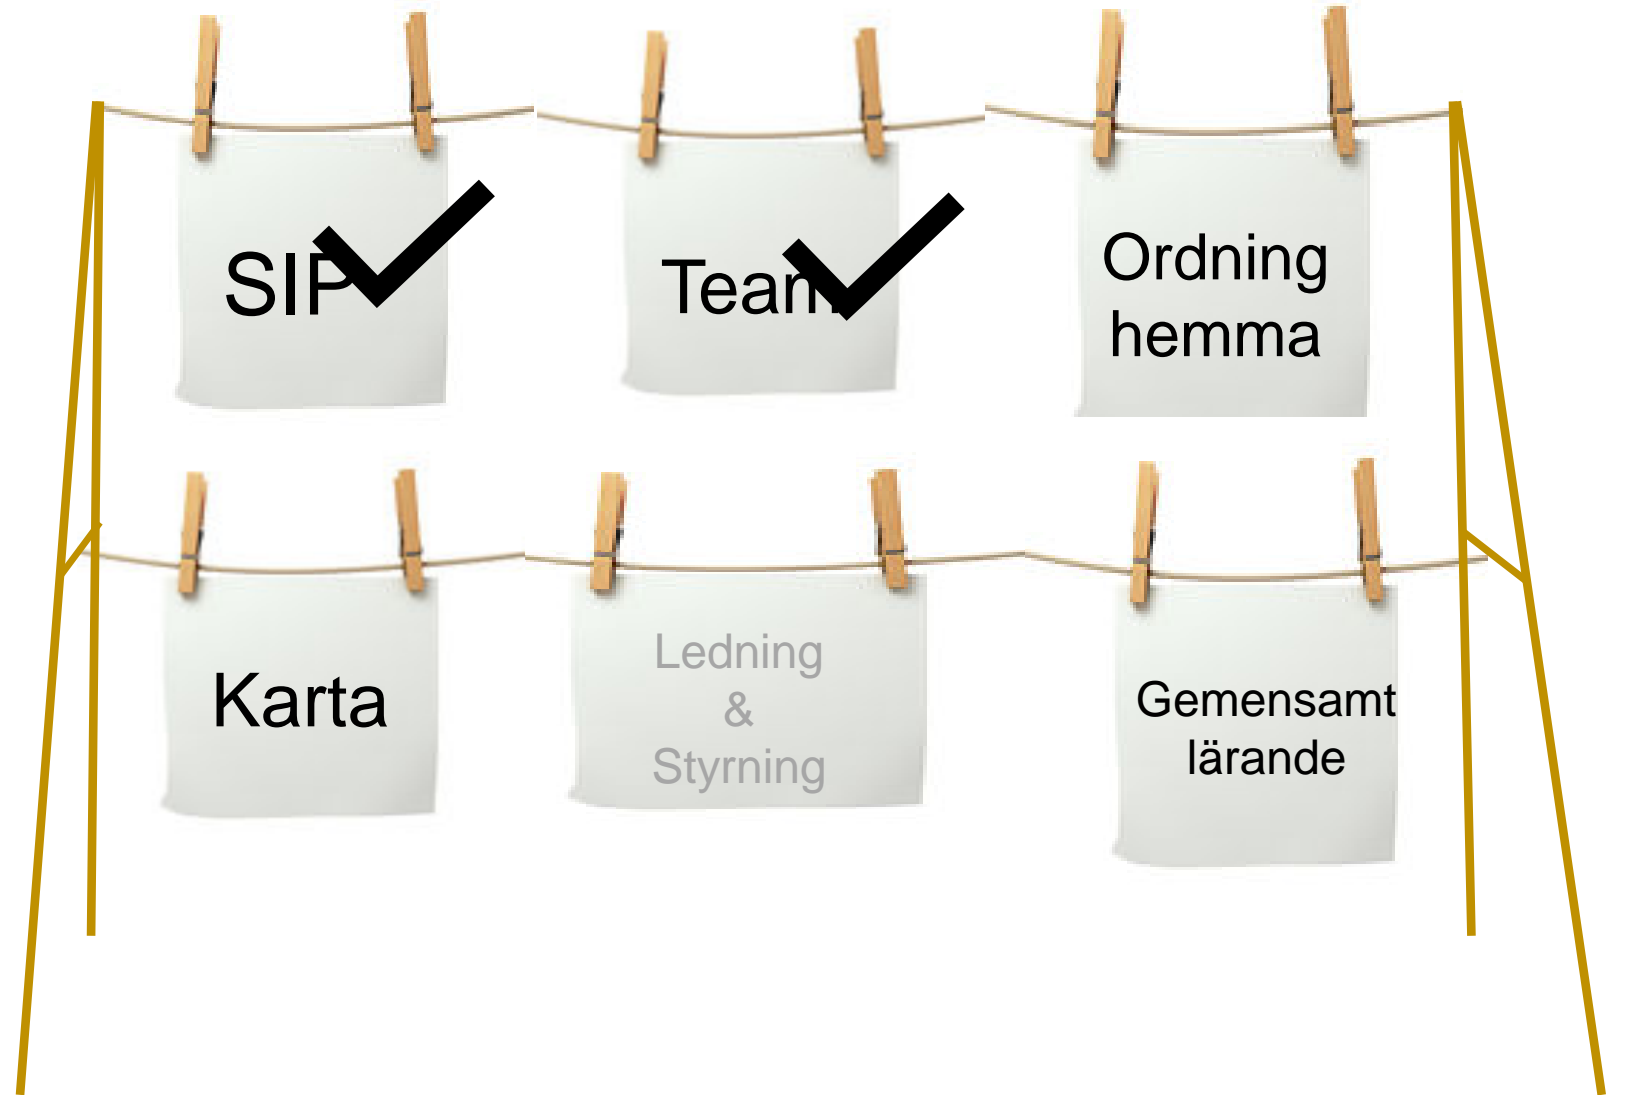 SIP
Team
Ordning
hemma
Karta
Ledning
&
Styrning
Gemensamt
lärande